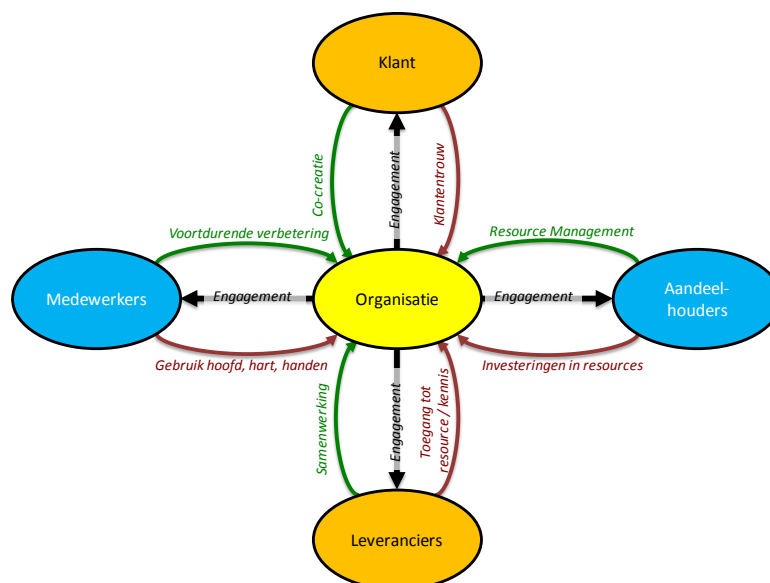 Klant
Co-creatie
Engagement
Klantentrouw
Voortdurende verbetering
Resource Management
Medewerkers
Engagement
Organisatie
Engagement
Aandeel-
houders
Gebruik hoofd, hart, handen
Investeringen in resources
Samenwerking
Engagement
Toegang tot
resource / kennis
Leveranciers